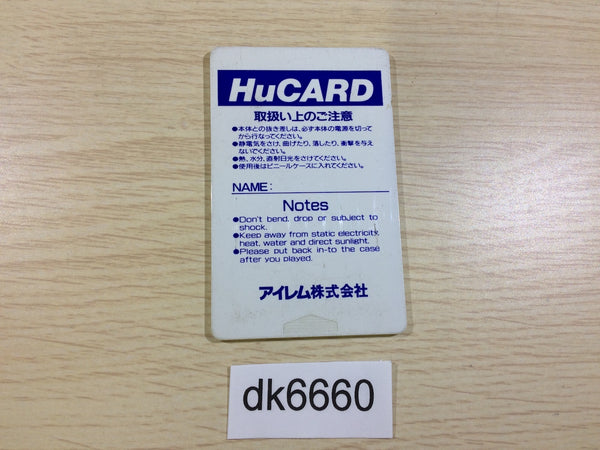 HuCARD
取扱い上のご注意
●本体との抜き差しは、必ず本体の電源を切って
から行なってください。
●静電気をさけ、曲げたり、落したり、衝撃を与え
ないでください。
●熱、水分、直射日光をさけてください。
●使用後はビニールケースに入れてください。
NAME:
Notes
●Don't bend, drop or subject to
shock.
●Keep away from static electricity,
heat, water and direct sunlight.
●Please put back in-to the case
after you played.
アイレム株式会社
dk6660